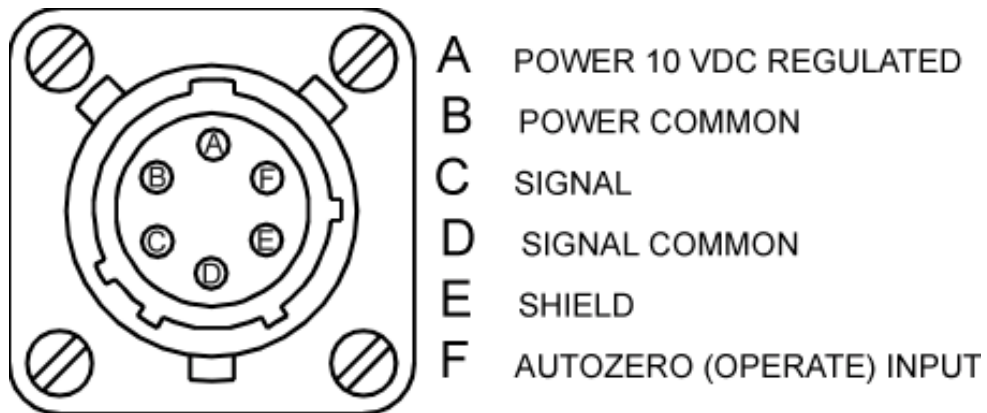 A POWER 10 VDC REGULATED
B POWER COMMON
C SIGNAL
D SIGNAL COMMON
E SHIELD
F AUTOZERO (OPERATE) INPUT
A
B F
C E
D